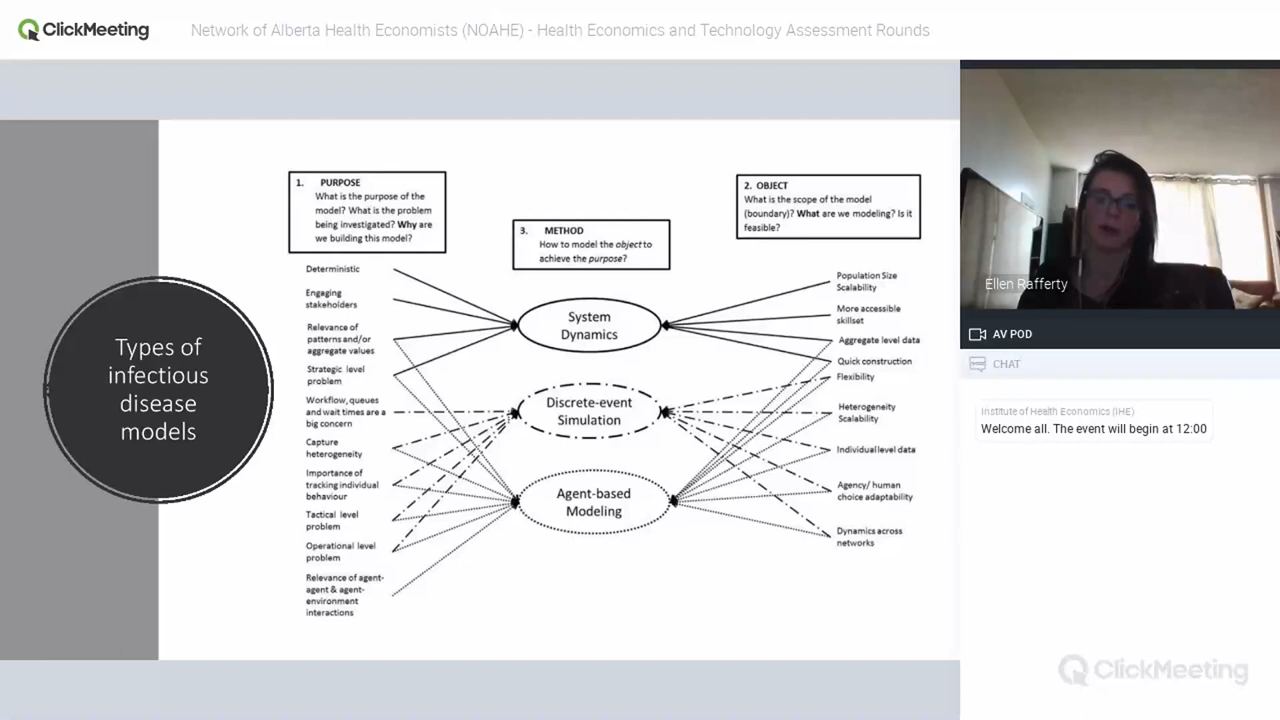 ClickMeeting
Network of Alberta Health Economists (NOAHE) - Health Economics and Technology Assessment Rounds
Types of
infectious
disease
models
1. PURPOSE
What is the purpose of the
model? What is the problem
being investigated? Why are
we building this model?
3. METHOD
How to model the object to
achieve the purpose?
2. OBJECT
What is the scope of the model
(boundary)? What are we modeling? Is it
feasible?
Deterministic
Engaging
stakeholders
Relevance of
patterns and/or
aggregate values
Strategic level
problem
Workflow, queues
and wait times are a
big concern
Capture
heterogeneity
Importance of
tracking individual
behaviour
Tactical level
problem
Operational level
problem
Relevance of agent-
agent & agent-
environment
interactions
System
Dynamics
Discrete-event
Simulation
Agent-based
Modeling
Population Size
Scalability
More accessible
skillset
Aggregate level data
Quick construction
Flexibility
Heterogeneity
Scalability
Individual level data
Agency/ human
choice adaptability
Dynamics across
networks
Ellen Rafferty
AV POD
CHAT
Institute of Health Economics (IHE)
Welcome all. The event will begin at 12:00
ClickMeeting